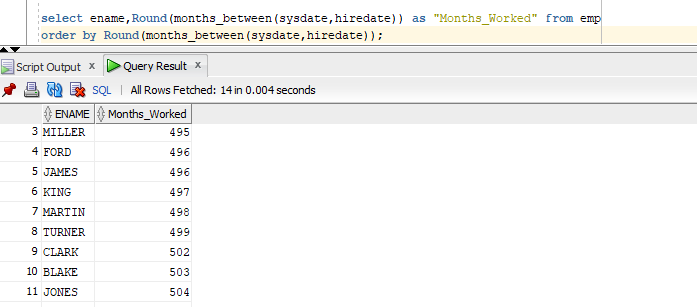 select ename,Round(months_between(sysdate,hiredate)) as "Months_Worked" from emp
order by Round(months_between(sysdate,hiredate));
Script Output x Query Result x
SQL | All Rows Fetched: 14 in 0.004 seconds
ENAME Months_Worked
3 MILLER 495
4 FORD 496
5 JAMES 496
6 KING 497
7 MARTIN 498
8 TURNER 499
9 CLARK 502
10 BLAKE 503
11 JONES 504